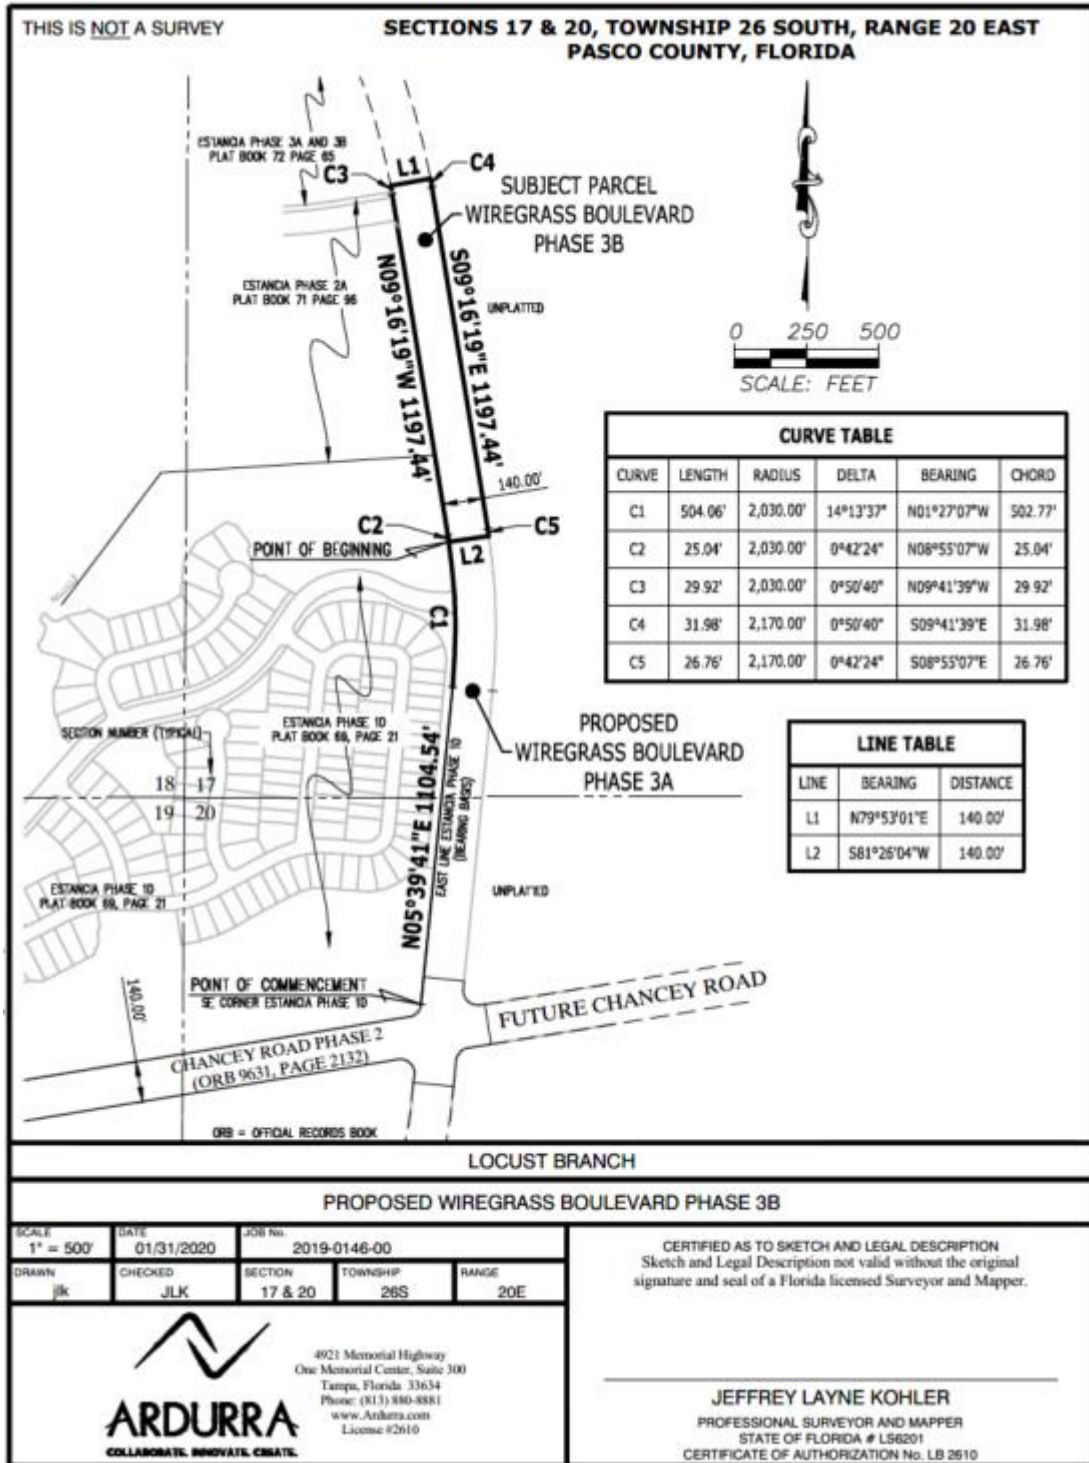 THIS IS NOT A SURVEY
SECTIONS 17 & 20, TOWNSHIP 26 SOUTH, RANGE 20 EAST
PASCO COUNTY, FLORIDA
ESTANCIA PHASE 3A AND 3B
PLAT BOOK 72 PAGE 65
C3
L1
C4
SUBJECT PARCEL
WIREGRASS BOULEVARD
PHASE 3B
ESTANCIA PHASE 2A
PLAT BOOK 71 PAGE 96
N09°16'19"W 1197.44'
S09°16'19"E 1197.44'
UNPLATTED
0 250 500
SCALE: FEET
140.00'
C2
C5
POINT OF BEGINNING
L2
C1
CURVE TABLE
CURVE LENGTH RADIUS DELTA BEARING CHORD
C1 504.06' 2,030.00' 14°13'37" N01°27'07"W 502.77'
C2 25.04' 2,030.00' 0°42'24" N08°55'07"W 25.04'
C3 29.92' 2,030.00' 0°50'40" N09°41'39"W 29.92'
C4 31.98' 2,170.00' 0°50'40" S09°41'39"E 31.98'
C5 26.76' 2,170.00' 0°42'24" S08°55'07"E 26.76'
LINE TABLE
LINE BEARING DISTANCE
L1 N79°53'01"E 140.00'
L2 S81°26'04"W 140.00'
SECTION NUMBER (TYPICAL)
ESTANCIA PHASE 1D
PLAT BOOK 69, PAGE 21
PROPOSED
WIREGRASS BOULEVARD
PHASE 3A
18 17
19 20
N05°39'41"E 1104.54'
EAST LINE ESTANCIA PHASE 1D
(BEARING BASIS)
ESTANCIA PHASE 1D
PLAT BOOK 69, PAGE 21
UNPLATTED
POINT OF COMMENCEMENT
SE CORNER ESTANCIA PHASE 1D
140.00'
FUTURE CHANCEY ROAD
CHANCEY ROAD PHASE 2
(ORB 9631, PAGE 2132)
ORB = OFFICIAL RECORDS BOOK
LOCUST BRANCH
PROPOSED WIREGRASS BOULEVARD PHASE 3B
SCALE DATE JOB No.
1" = 500' 01/31/2020 2019-0146-00
DRAWN CHECKED SECTION TOWNSHIP RANGE
jlk JLK 17 & 20 26S 20E
CERTIFIED AS TO SKETCH AND LEGAL DESCRIPTION
Sketch and Legal Description not valid without the original
signature and seal of a Florida licensed Surveyor and Mapper.
ARDURRA
COLLABORATE. INNOVATE. CREATE.
4921 Memorial Highway
One Memorial Center, Suite 300
Tampa, Florida 33634
Phone: (813) 880-8881
www.Ardurra.com
License #2610
JEFFREY LAYNE KOHLER
PROFESSIONAL SURVEYOR AND MAPPER
STATE OF FLORIDA # LS6201
CERTIFICATE OF AUTHORIZATION No. LB 2610